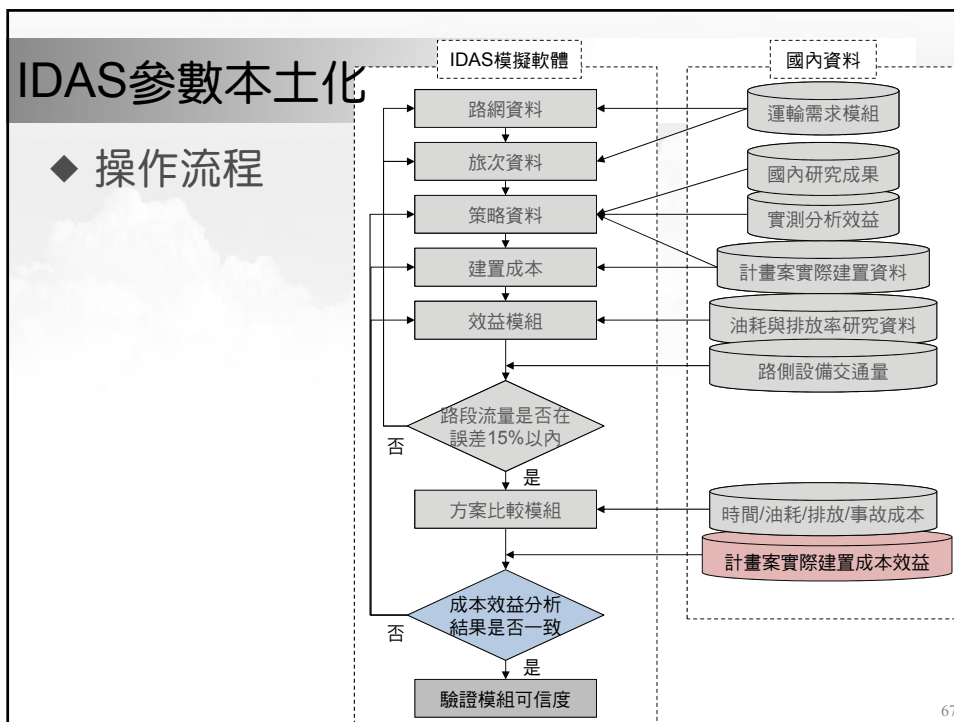 IDAS參數本土化
◆ 操作流程
IDAS模擬軟體
路網資料
旅次資料
策略資料
建置成本
效益模組
路段流量是否在
誤差15%以內
否
是
方案比較模組
成本效益分析
結果是否一致
否
是
驗證模組可信度
國內資料
運輸需求模組
國內研究成果
實測分析效益
計畫案實際建置資料
油耗與排放率研究資料
路側設備交通量
時間/油耗/排放/事故成本
計畫案實際建置成本效益
67